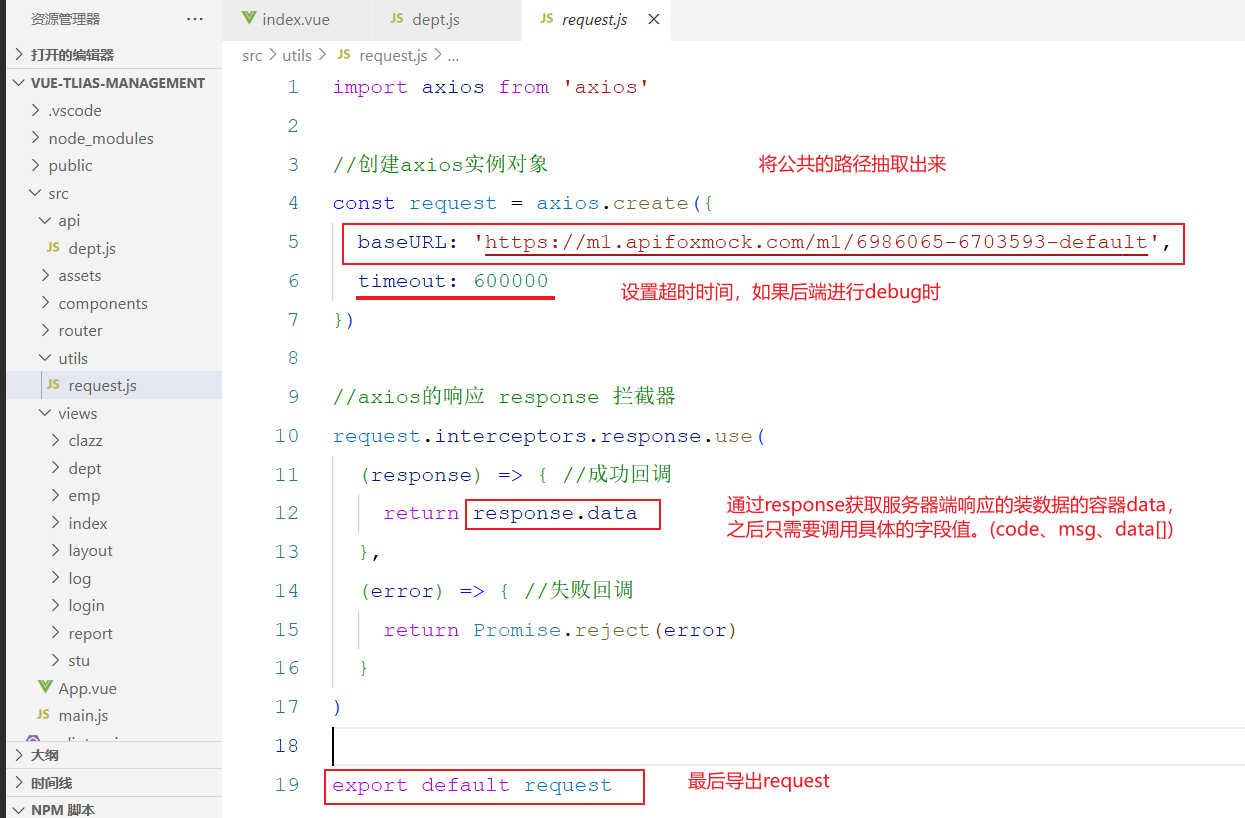 资源管理器
···
index.vue
JS dept.js
JS request.js
打开的编辑器
src > utils > JS request.js > ...
VUE-TLIAS-MANAGEMENT
.vscode
node_modules
public
src
api
JS dept.js
assets
components
router
utils
JS request.js
views
clazz
dept
emp
index
layout
log
login
report
stu
App.vue
JS main.js
大纲
时间线
NPM 脚本
1 import axios from 'axios'
2
3 //创建axios实例对象
将公共的路径抽取出来
4 const request = axios.create({
5 baseURL: 'https://m1.apifoxmock.com/m1/6986065-6703593-default',
6 timeout: 600000
设置超时时间，如果后端进行debug时
7 })
8
9 //axios的响应 response 拦截器
10 request.interceptors.response.use(
11 (response) => { //成功回调
12 return response.data
通过response获取服务器端响应的装数据的容器data，
之后只需要调用具体的字段值。(code、msg、data[])
13 },
14 (error) => { //失败回调
15 return Promise.reject(error)
16 }
17 )
18
19 export default request
最后导出request